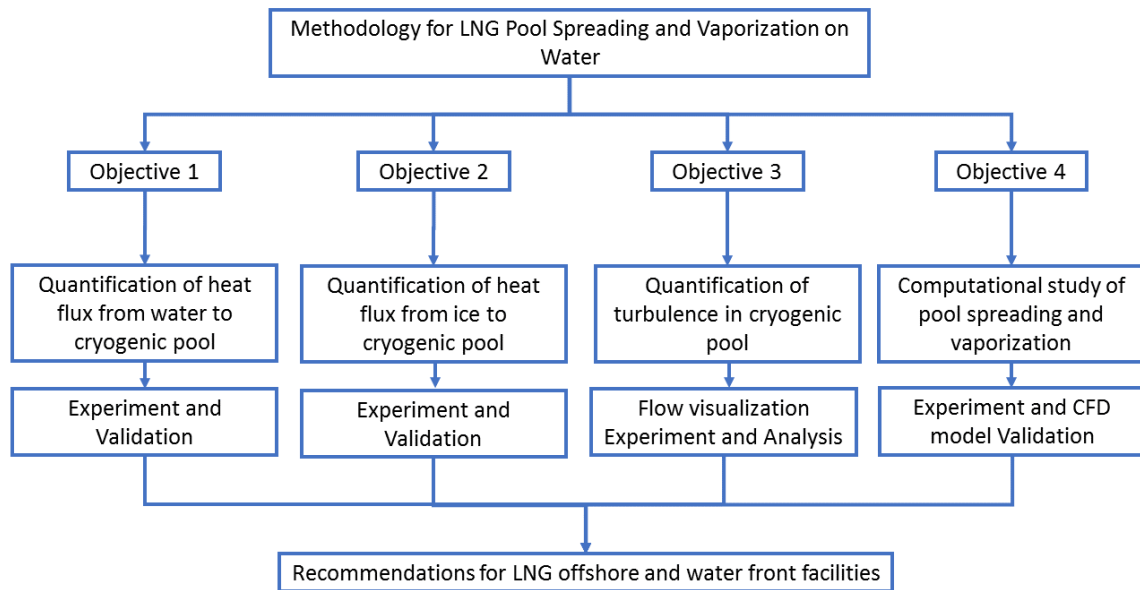 Methodology for LNG Pool Spreading and Vaporization on
Water
Objective 1
Objective 2
Objective 3
Objective 4
Quantification of heat
flux from water to
cryogenic pool
Quantification of heat
flux from ice to
cryogenic pool
Quantification of
turbulence in cryogenic
pool
Computational study of
pool spreading and
vaporization
Experiment and
Validation
Experiment and
Validation
Flow visualization
Experiment and Analysis
Experiment and CFD
model Validation
Recommendations for LNG offshore and water front facilities